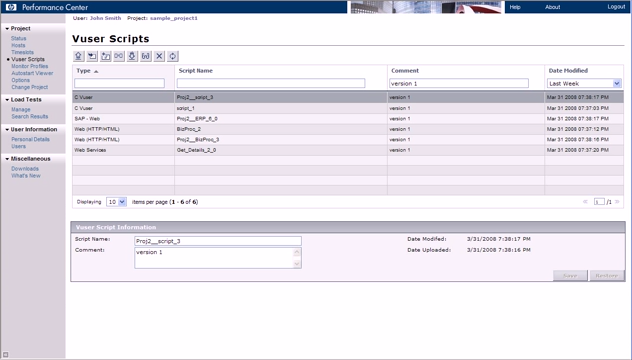 Performance Center
Help
About
Logout
User: John Smith Project: sample_project1
Project
Status
Hosts
Timeslots
Vuser Scripts
Monitor Profiles
Autostart Viewer
Options
Change Project
Load Tests
Manage
Search Results
User Information
Personal Details
Users
Miscellaneous
Downloads
What's New
Vuser Scripts
Type Script Name Comment Date Modified
version 1 Last Week
C Vuser Proj2__script_3 version 1 Mar 31 2008 07:38:17 PM
C Vuser script_1 version 1 Mar 31 2008 07:37:03 PM
SAP - Web Proj2__ERP_6_0 version 1 Mar 31 2008 07:38:17 PM
Web (HTTP/HTML) BizProc_2 version 1 Mar 31 2008 07:37:12 PM
Web (HTTP/HTML) Proj2__BizProc_3 version 1 Mar 31 2008 07:38:16 PM
Web Services Get_Details_2_0 version 1 Mar 31 2008 07:37:20 PM
Displaying 10 items per page (1 - 6 of 6) 1 /1
Vuser Script Information
Script Name: Proj2__script_3 Date Modifed: 3/31/2008 7:38:17 PM
Comment: version 1 Date Uploaded: 3/31/2008 7:38:16 PM
Save Restore